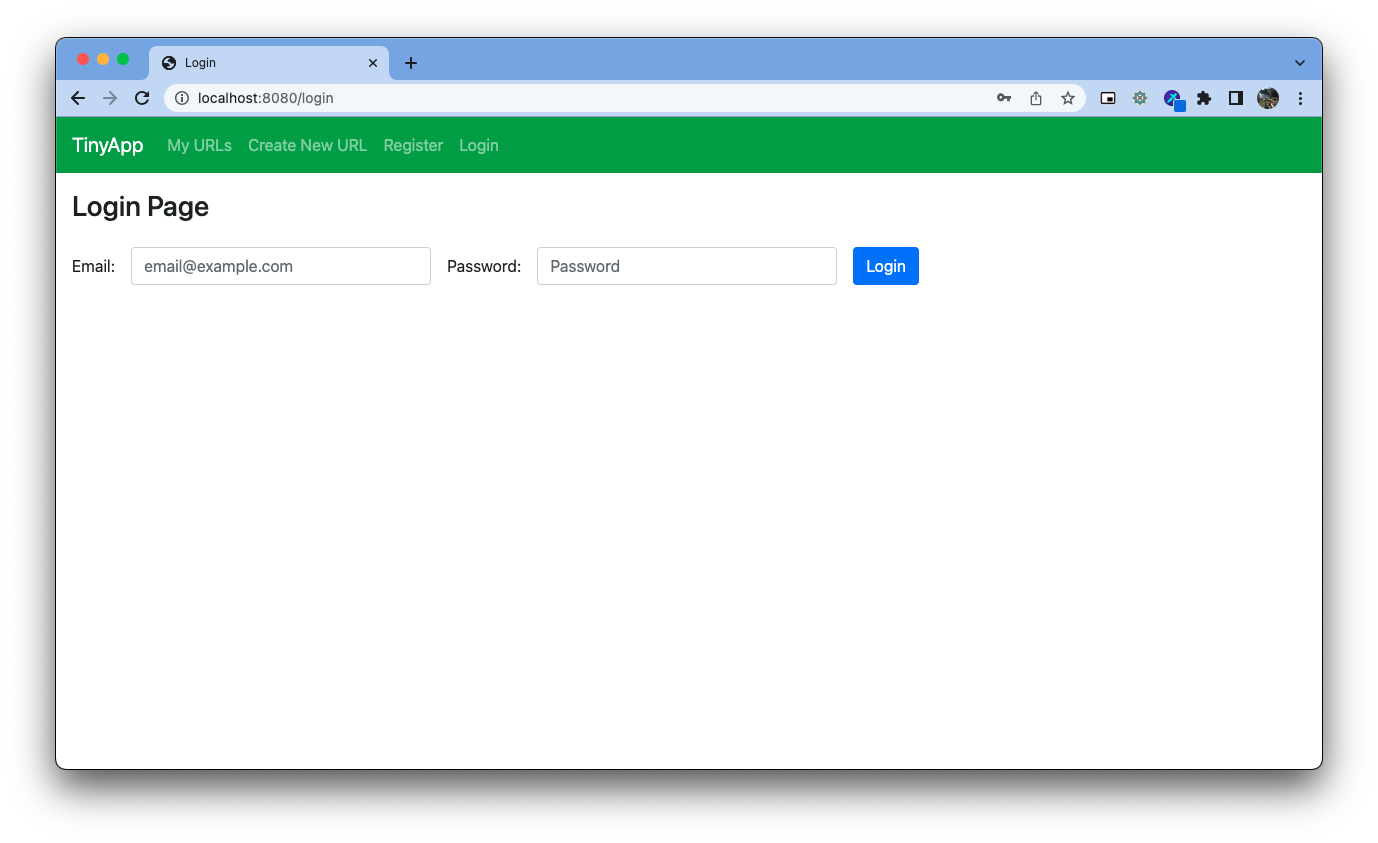 Login
localhost:8080/login
TinyApp My URLs Create New URL Register Login
Login Page
Email: email@example.com Password: Password Login